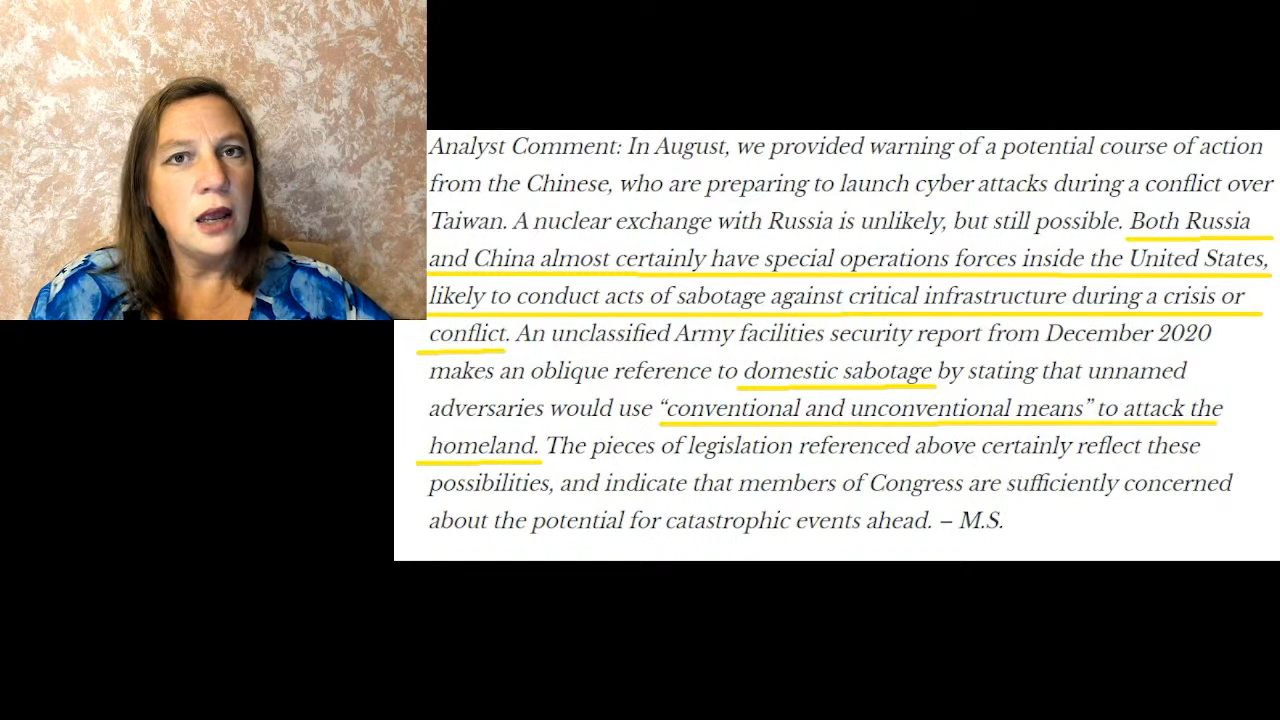 Analyst Comment: In August, we provided warning of a potential course of action
from the Chinese, who are preparing to launch cyber attacks during a conflict over
Taiwan. A nuclear exchange with Russia is unlikely, but still possible. Both Russia
and China almost certainly have special operations forces inside the United States,
likely to conduct acts of sabotage against critical infrastructure during a crisis or
conflict. An unclassified Army facilities security report from December 2020
makes an oblique reference to domestic sabotage by stating that unnamed
adversaries would use “conventional and unconventional means” to attack the
homeland. The pieces of legislation referenced above certainly reflect these
possibilities, and indicate that members of Congress are sufficiently concerned
about the potential for catastrophic events ahead. – M.S.